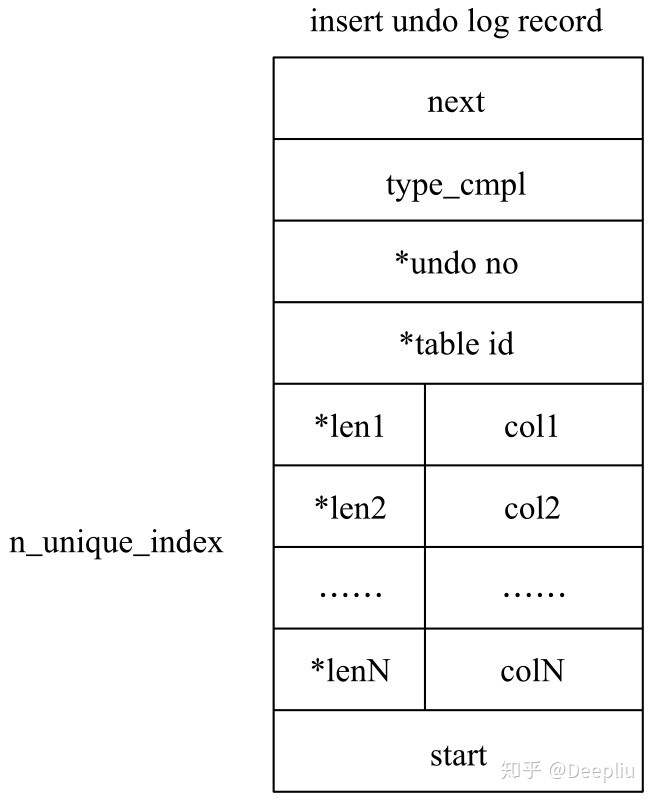 insert undo log record
next
type_cmpl
*undo no
*table id
*len1 col1
*len2 col2
n_unique_index
...... ......
*lenN colN
start
知乎 @Deepliu